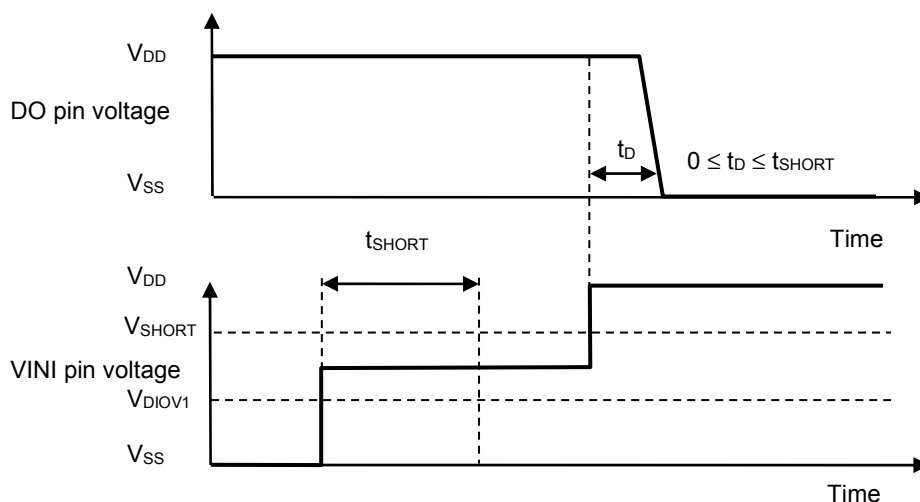 VDD
DO pin voltage
tD
0 ≤ tD ≤ tSHORT
VSS
Time
tSHORT
VDD
VSHORT
VINI pin voltage
VDIOV1
VSS
Time